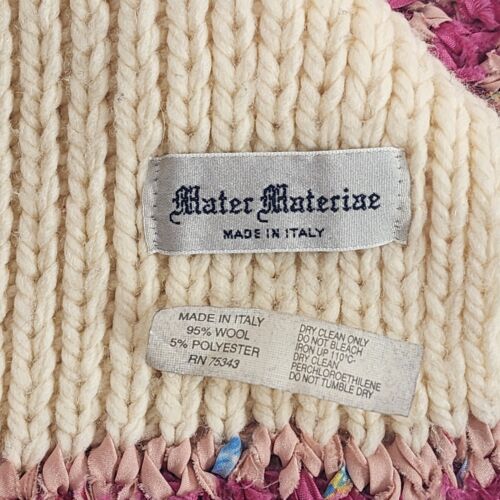 Mater Materiae
MADE IN ITALY
MADE IN ITALY
95% WOOL
5% POLYESTER
RN 75343
DRY CLEAN ONLY
DO NOT BLEACH
IRON UP 110°C
DRY CLEAN
PERCHLOROETHILENE
DO NOT TUMBLE DRY